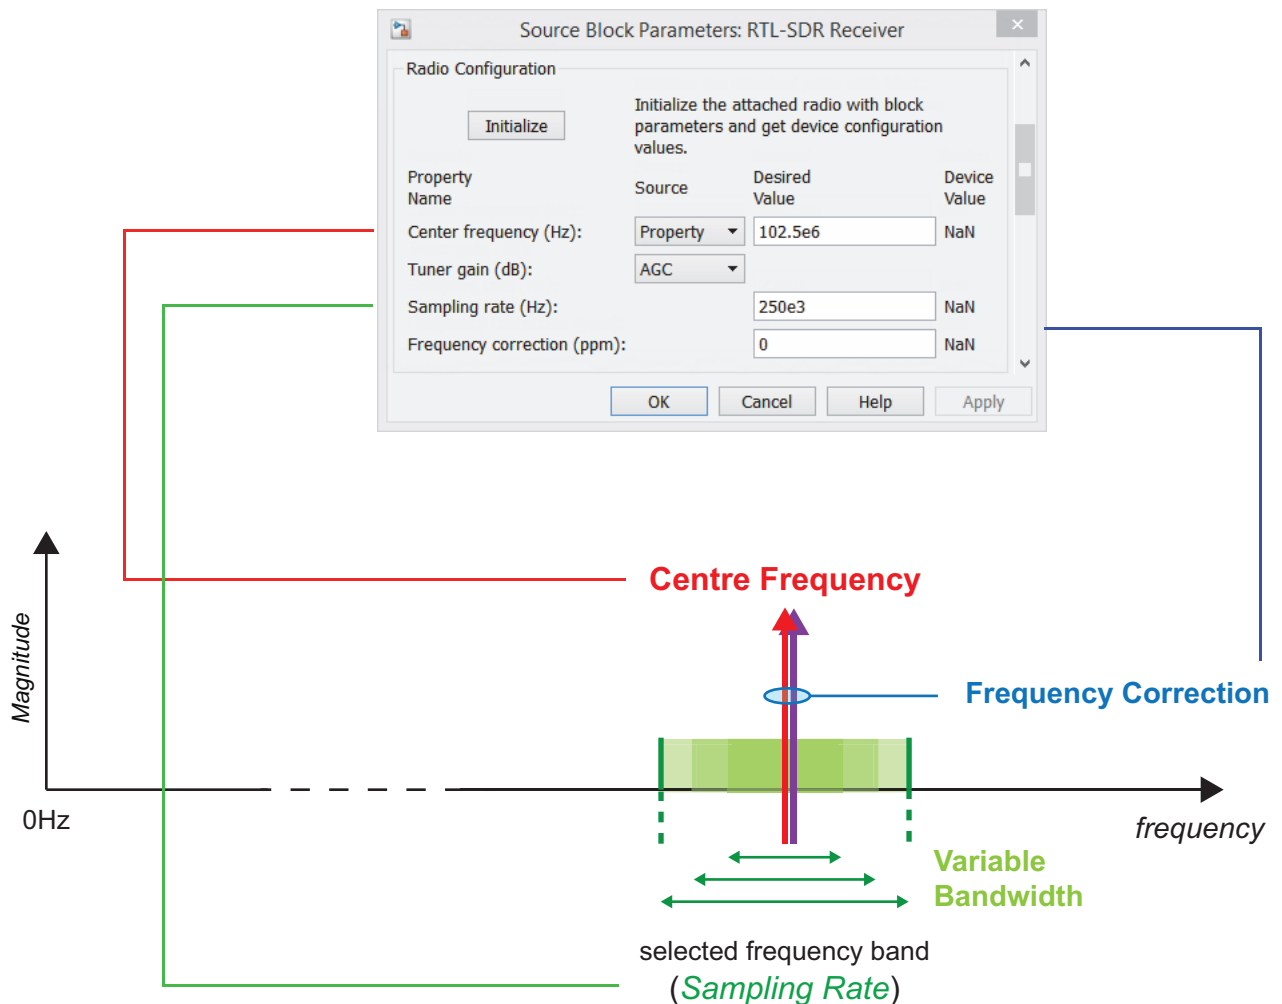 Source Block Parameters: RTL-SDR Receiver
Radio Configuration
Initialize
Initialize the attached radio with block
parameters and get device configuration
values.
Property
Name
Source
Desired
Value
Device
Value
Center frequency (Hz):
Property
102.5e6
NaN
Tuner gain (dB):
AGC
Sampling rate (Hz):
250e3
NaN
Frequency correction (ppm):
0
NaN
OK
Cancel
Help
Apply
Centre Frequency
Magnitude
Frequency Correction
0Hz
frequency
Variable
Bandwidth
selected frequency band
(Sampling Rate)